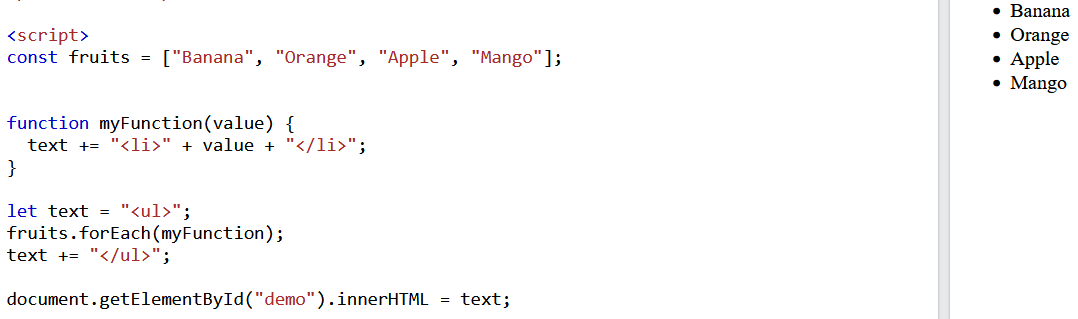 <script>
const fruits = ["Banana", "Orange", "Apple", "Mango"];
function myFunction(value) {
  text += "<li>" + value + "</li>";
}
let text = "<ul>";
fruits.forEach(myFunction);
text += "</ul>";
document.getElementById("demo").innerHTML = text;
• Banana
• Orange
• Apple
• Mango